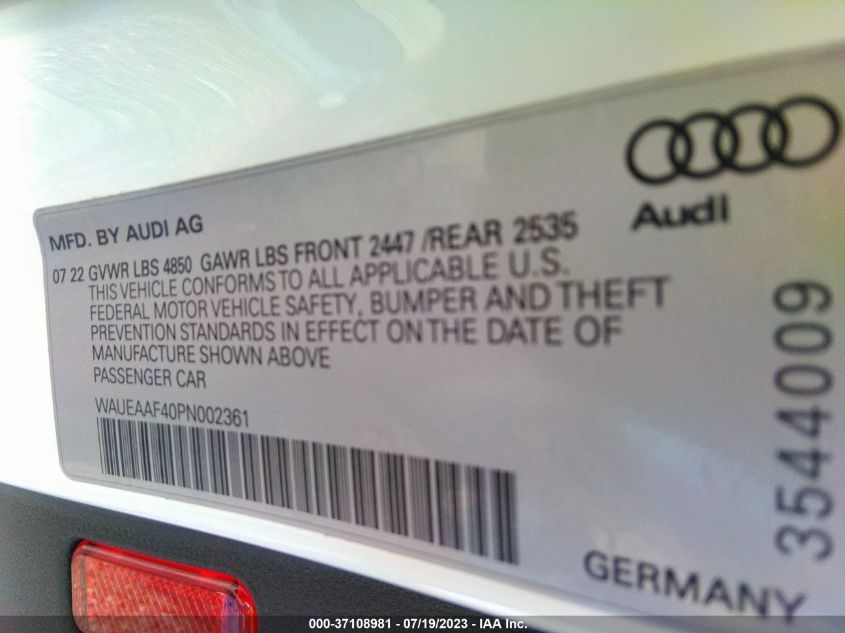 Audi
MFD. BY AUDI AG
07 22 GVWR LBS 4850 GAWR LBS FRONT 2447 /REAR 2535
THIS VEHICLE CONFORMS TO ALL APPLICABLE U.S.
FEDERAL MOTOR VEHICLE SAFETY, BUMPER AND THEFT
PREVENTION STANDARDS IN EFFECT ON THE DATE OF
MANUFACTURE SHOWN ABOVE
PASSENGER CAR
WAUEAAF40PN002361
3544009
GERMANY
000-37108981 - 07/19/2023 - IAA Inc.